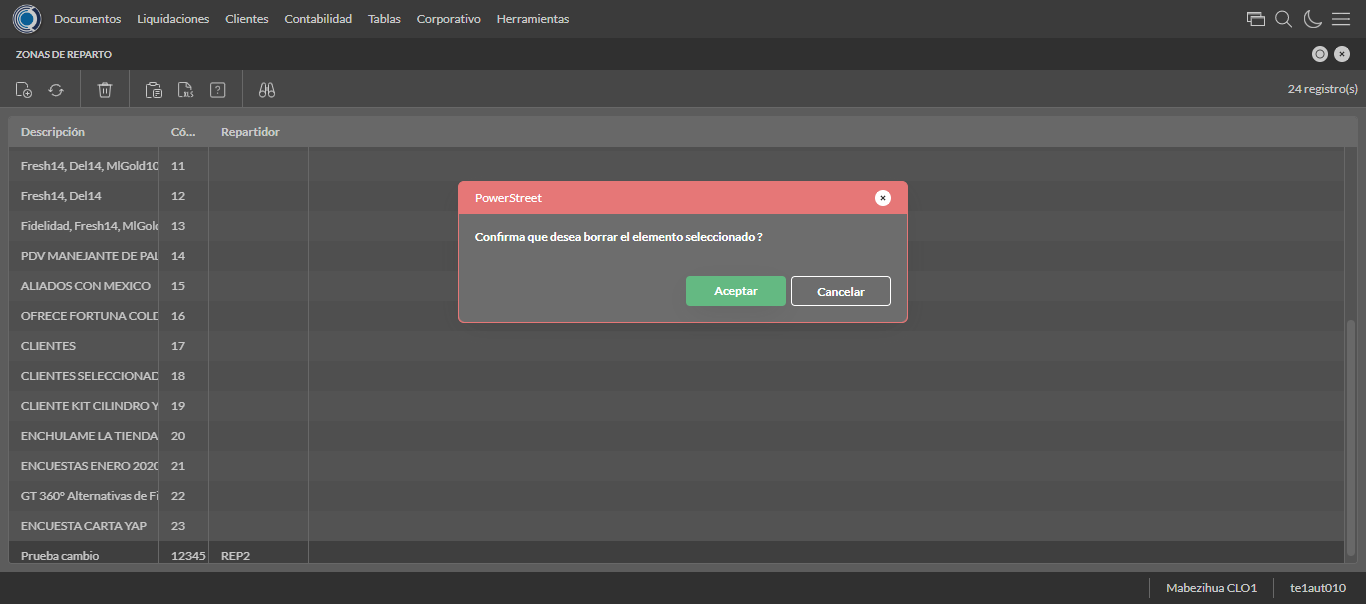 Documentos Liquidaciones Clientes Contabilidad Tablas Corporativo Herramientas
ZONAS DE REPARTO
XLS ? 24 registro(s)
Descripción Có... Repartidor
Fresh14, Del14, MlGold10 11
Fresh14, Del14 12
Fidelidad, Fresh14, MlGol 13
PDV MANEJANTE DE PAL 14
ALIADOS CON MEXICO 15
OFRECE FORTUNA COLD 16
CLIENTES 17
CLIENTES SELECCIONAD 18
CLIENTE KIT CILINDRO Y 19
ENCHULAME LA TIENDA 20
ENCUESTAS ENERO 2020 21
GT 360° Alternativas de Fi 22
ENCUESTA CARTA YAP 23
Prueba cambio 12345 REP2
PowerStreet
Confirma que desea borrar el elemento seleccionado ?
Aceptar Cancelar
Mabezihua CLO1 te1aut010